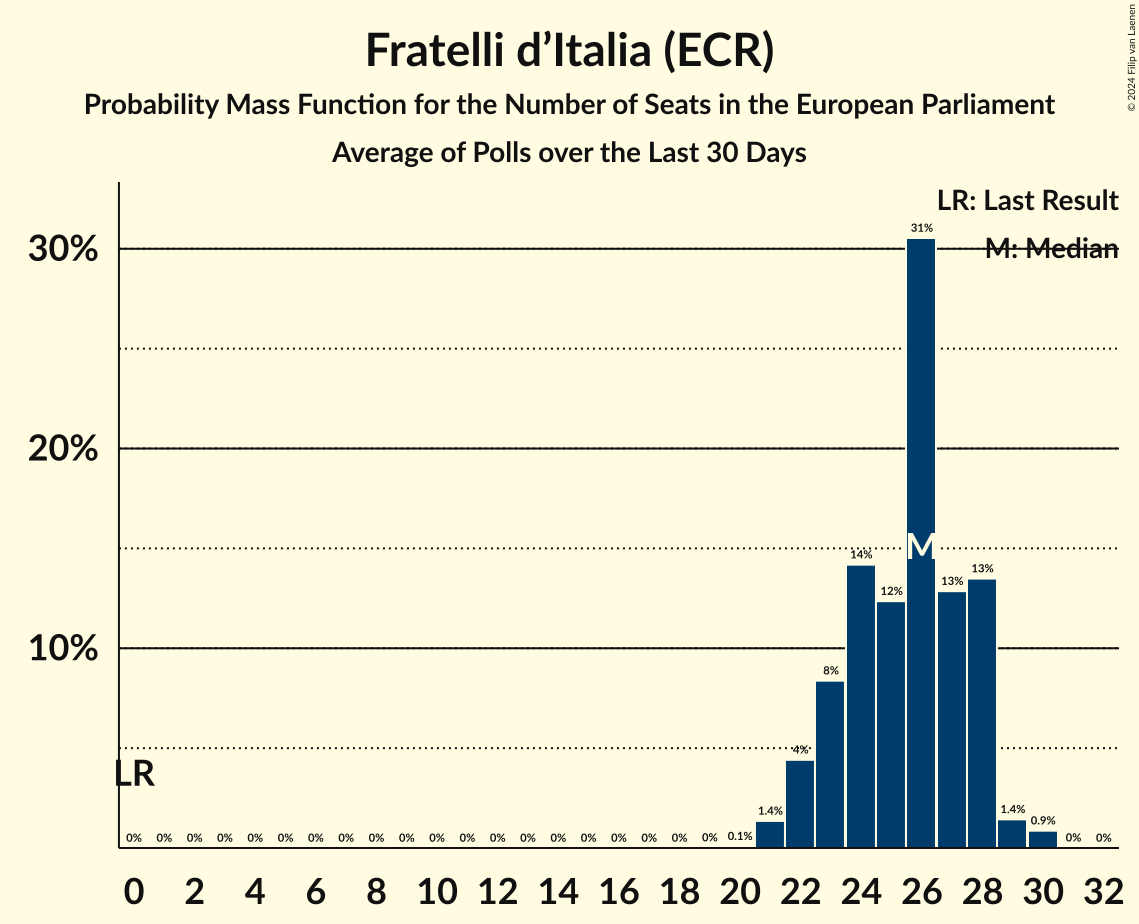 Fratelli d’Italia (ECR)
Probability Mass Function for the Number of Seats in the European Parliament
Average of Polls over the Last 30 Days
© 2024 Filip van Laenen
LR: Last Result
M: Median
30%
20%
10%
31%
M
14%
12%
13%
13%
8%
4%
LR
0% 0% 0% 0% 0% 0% 0% 0% 0% 0% 0% 0% 0% 0% 0% 0% 0% 0% 0% 0% 0.1% 1.4% 1.4% 0.9% 0% 0%
0 2 4 6 8 10 12 14 16 18 20 22 24 26 28 30 32